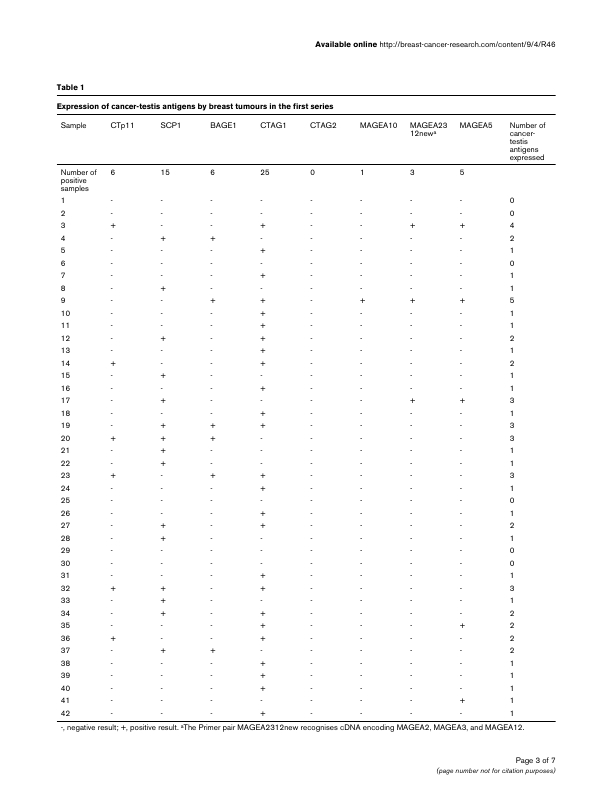 Available online http://breast-cancer-research.com/content/9/4/R46
Table 1
Expression of cancer-testis antigens by breast tumours in the first series
Sample CTp11 SCP1 BAGE1 CTAG1 CTAG2 MAGEA10 MAGEA23 12newᵃ MAGEA5 Number of cancer-testis antigens expressed
Number of positive samples 6 15 6 25 0 1 3 5
1 - - - - - - - - 0
2 - - - - - - - - 0
3 + - - + - - + + 4
4 - + + - - - - - 2
5 - - - + - - - - 1
6 - - - - - - - - 0
7 - - - + - - - - 1
8 - + - - - - - - 1
9 - - + + - + + + 5
10 - - - + - - - - 1
11 - - - + - - - - 1
12 - + - + - - - - 2
13 - - - + - - - - 1
14 + - - + - - - - 2
15 - + - - - - - - 1
16 - - - + - - - - 1
17 - + - - - - + + 3
18 - - - + - - - - 1
19 - + + + - - - - 3
20 + + + - - - - - 3
21 - + - - - - - - 1
22 - + - - - - - - 1
23 + - + + - - - - 3
24 - - - + - - - - 1
25 - - - - - - - - 0
26 - - - + - - - - 1
27 - + - + - - - - 2
28 - + - - - - - - 1
29 - - - - - - - - 0
30 - - - - - - - - 0
31 - - - + - - - - 1
32 + + - + - - - - 3
33 - + - - - - - - 1
34 - + - + - - - - 2
35 - - - + - - - + 2
36 + - - + - - - - 2
37 - + + - - - - - 2
38 - - - + - - - - 1
39 - - - + - - - - 1
40 - - - + - - - - 1
41 - - - - - - - + 1
42 - - - + - - - - 1
-, negative result; +, positive result. ᵃThe Primer pair MAGEA2312new recognises cDNA encoding MAGEA2, MAGEA3, and MAGEA12.
Page 3 of 7
(page number not for citation purposes)